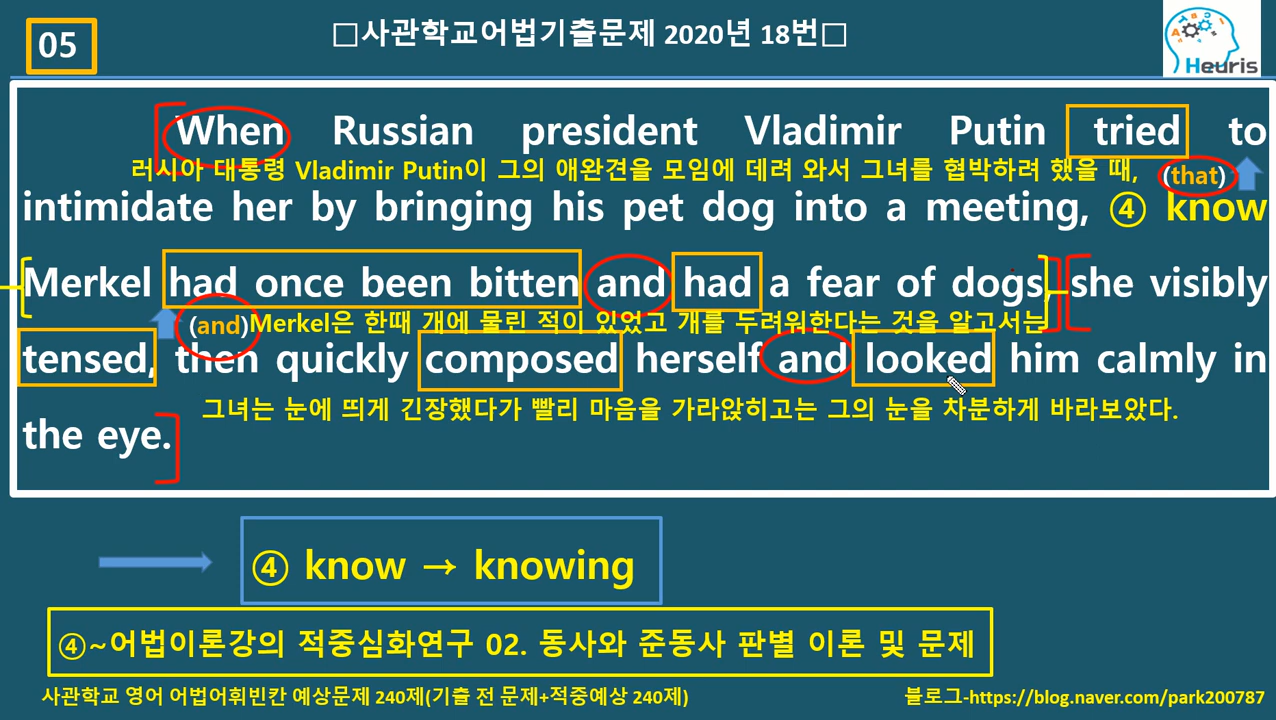 05
□사관학교어법기출문제 2020년 18번□
Heuris
When Russian president Vladimir Putin tried to
러시아 대통령 Vladimir Putin이 그의 애완견을 모임에 데려 와서 그녀를 협박하려 했을 때,
(that)
intimidate her by bringing his pet dog into a meeting, ④ know
Merkel had once been bitten and had a fear of dogs, she visibly
(and)
Merkel은 한때 개에 물린 적이 있었고 개를 두려워한다는 것을 알고서는
tensed, then quickly composed herself and looked him calmly in
그녀는 눈에 띄게 긴장했다가 빨리 마음을 가라앉히고는 그의 눈을 차분하게 바라보았다.
the eye.
④ know → knowing
④~어법이론강의 적중심화연구 02. 동사와 준동사 판별 이론 및 문제
사관학교 영어 어법어휘빈칸 예상문제 240제(기출 전 문제+적중예상 240제)
블로그-https://blog.naver.com/park200787